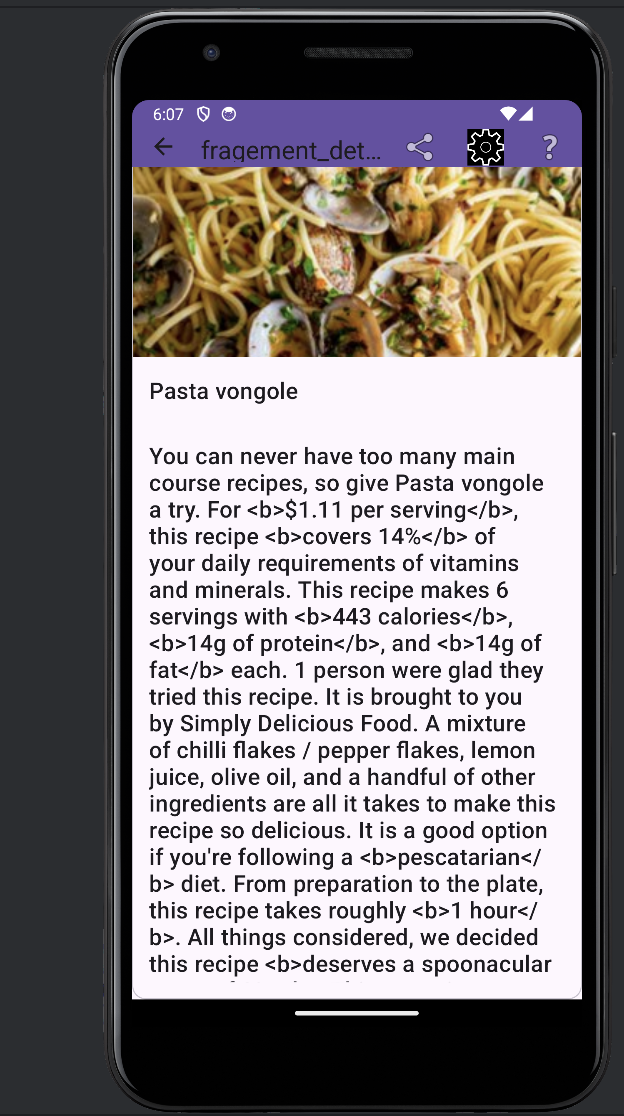 6:07
fragement_det...
?
Pasta vongole
You can never have too many main
course recipes, so give Pasta vongole
a try. For <b>$1.11 per serving</b>,
this recipe <b>covers 14%</b> of
your daily requirements of vitamins
and minerals. This recipe makes 6
servings with <b>443 calories</b>,
<b>14g of protein</b>, and <b>14g of
fat</b> each. 1 person were glad they
tried this recipe. It is brought to you
by Simply Delicious Food. A mixture
of chilli flakes / pepper flakes, lemon
juice, olive oil, and a handful of other
ingredients are all it takes to make this
recipe so delicious. It is a good option
if you're following a <b>pescatarian</
b> diet. From preparation to the plate,
this recipe takes roughly <b>1 hour</
b>. All things considered, we decided
this recipe <b>deserves a spoonacular